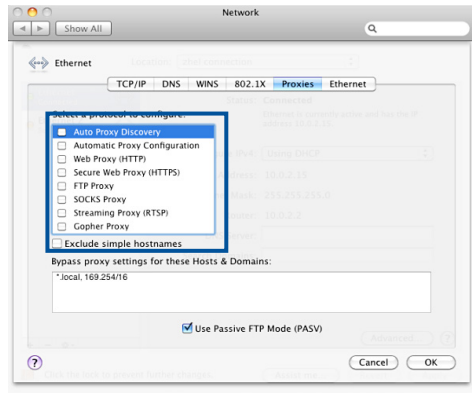 Network
Show All
Ethernet
TCP/IP DNS WINS 802.1X Proxies Ethernet
Select a protocol to configure:
Auto Proxy Discovery
Automatic Proxy Configuration
Web Proxy (HTTP)
Secure Web Proxy (HTTPS)
FTP Proxy
SOCKS Proxy
Streaming Proxy (RTSP)
Gopher Proxy
Exclude simple hostnames
Bypass proxy settings for these Hosts & Domains:
*.local, 169.254/16
Use Passive FTP Mode (PASV)
Advanced...
?
Cancel OK